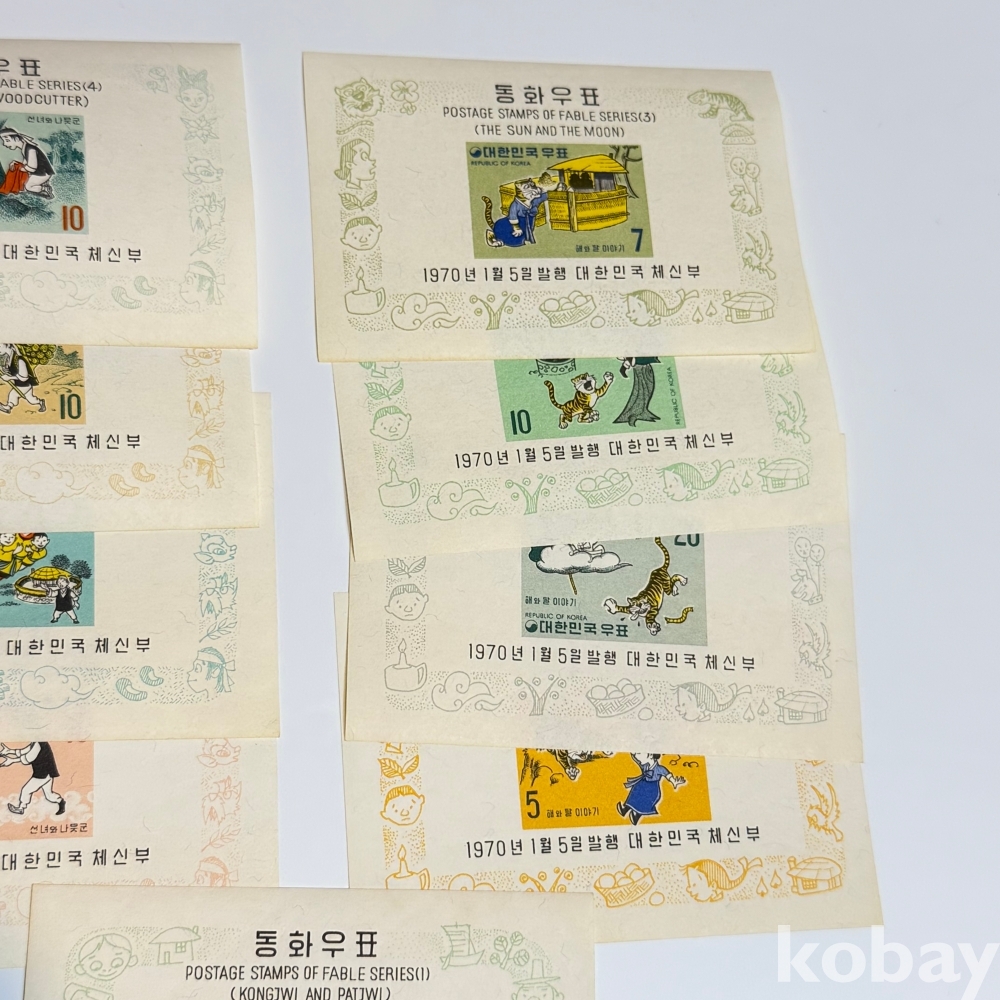 우표
ABLE SERIES(4)
WOODCUTTER)
선녀와 나뭇군
10
대한민국 체신부
10
대한민국 체신부
대한민국 체신부
선녀와 나뭇군
대한민국 체신부
동화우표
POSTAGE STAMPS OF FABLE SERIES(3)
(THE SUN AND THE MOON)
대한민국우표
REPUBLIC OF KOREA
해와 달 이야기
7
1970년 1월 5일 발행 대한민국 체신부
10
REPUBLIC OF KOREA
1970년 1월 5일 발행 대한민국 체신부
20
해와 달 이야기
REPUBLIC OF KOREA
대한민국우표
1970년 1월 5일 발행 대한민국 체신부
5
해와 달 이야기
1970년 1월 5일 발행 대한민국 체신부
동화우표
POSTAGE STAMPS OF FABLE SERIES(1)
(KONGJWI AND PATJWI)
kobay